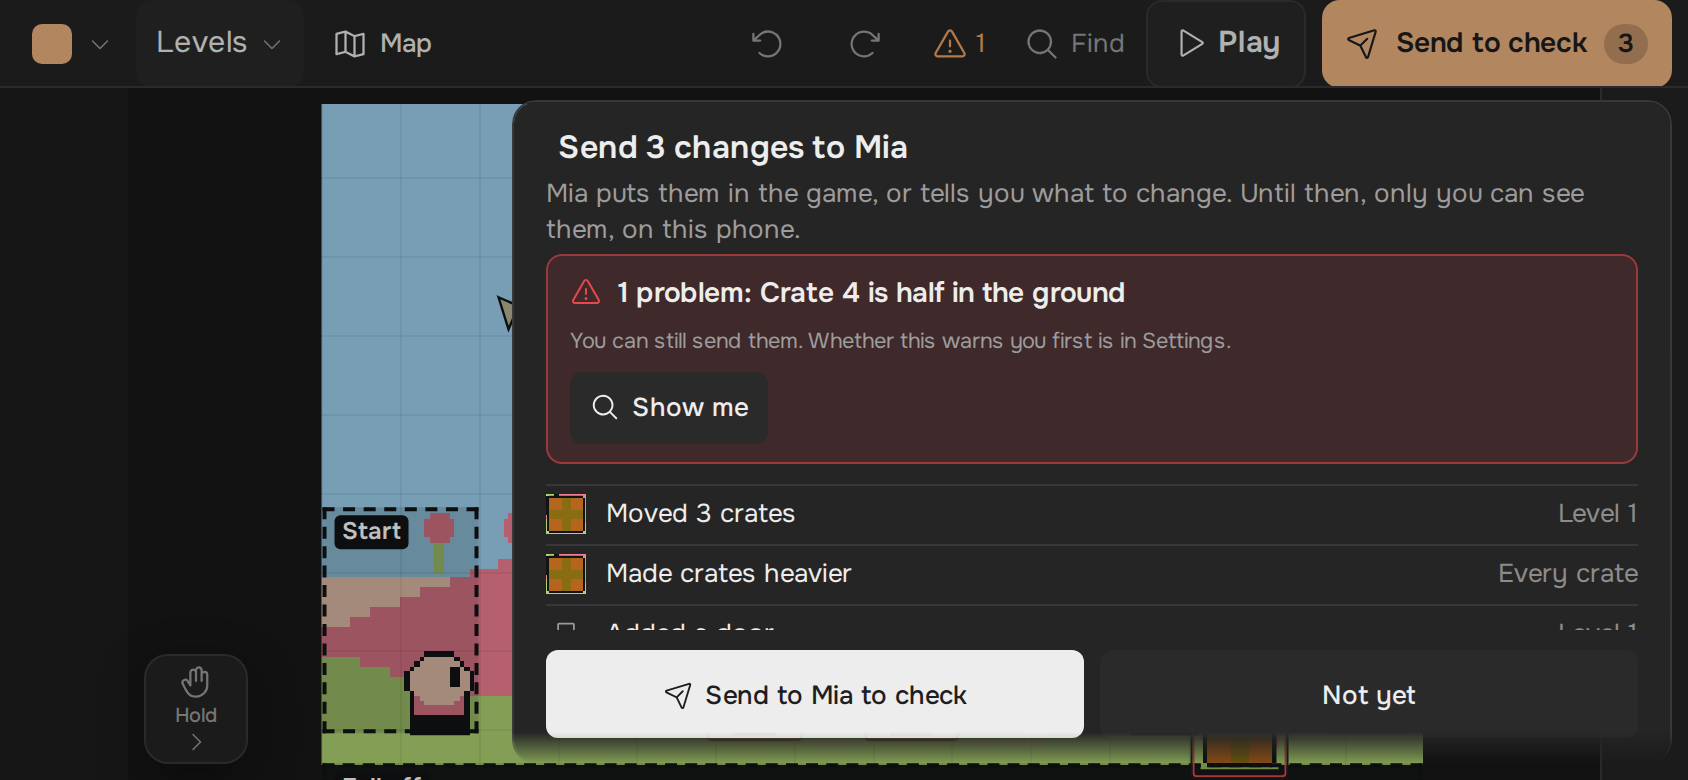 Levels
Map
1
Find
Play
Send to check 3
Send 3 changes to Mia
Mia puts them in the game, or tells you what to change. Until then, only you can see
them, on this phone.
1 problem: Crate 4 is half in the ground
You can still send them. Whether this warns you first is in Settings.
Show me
Moved 3 crates
Level 1
Made crates heavier
Every crate
Level 1
Start
Hold
Send to Mia to check
Not yet